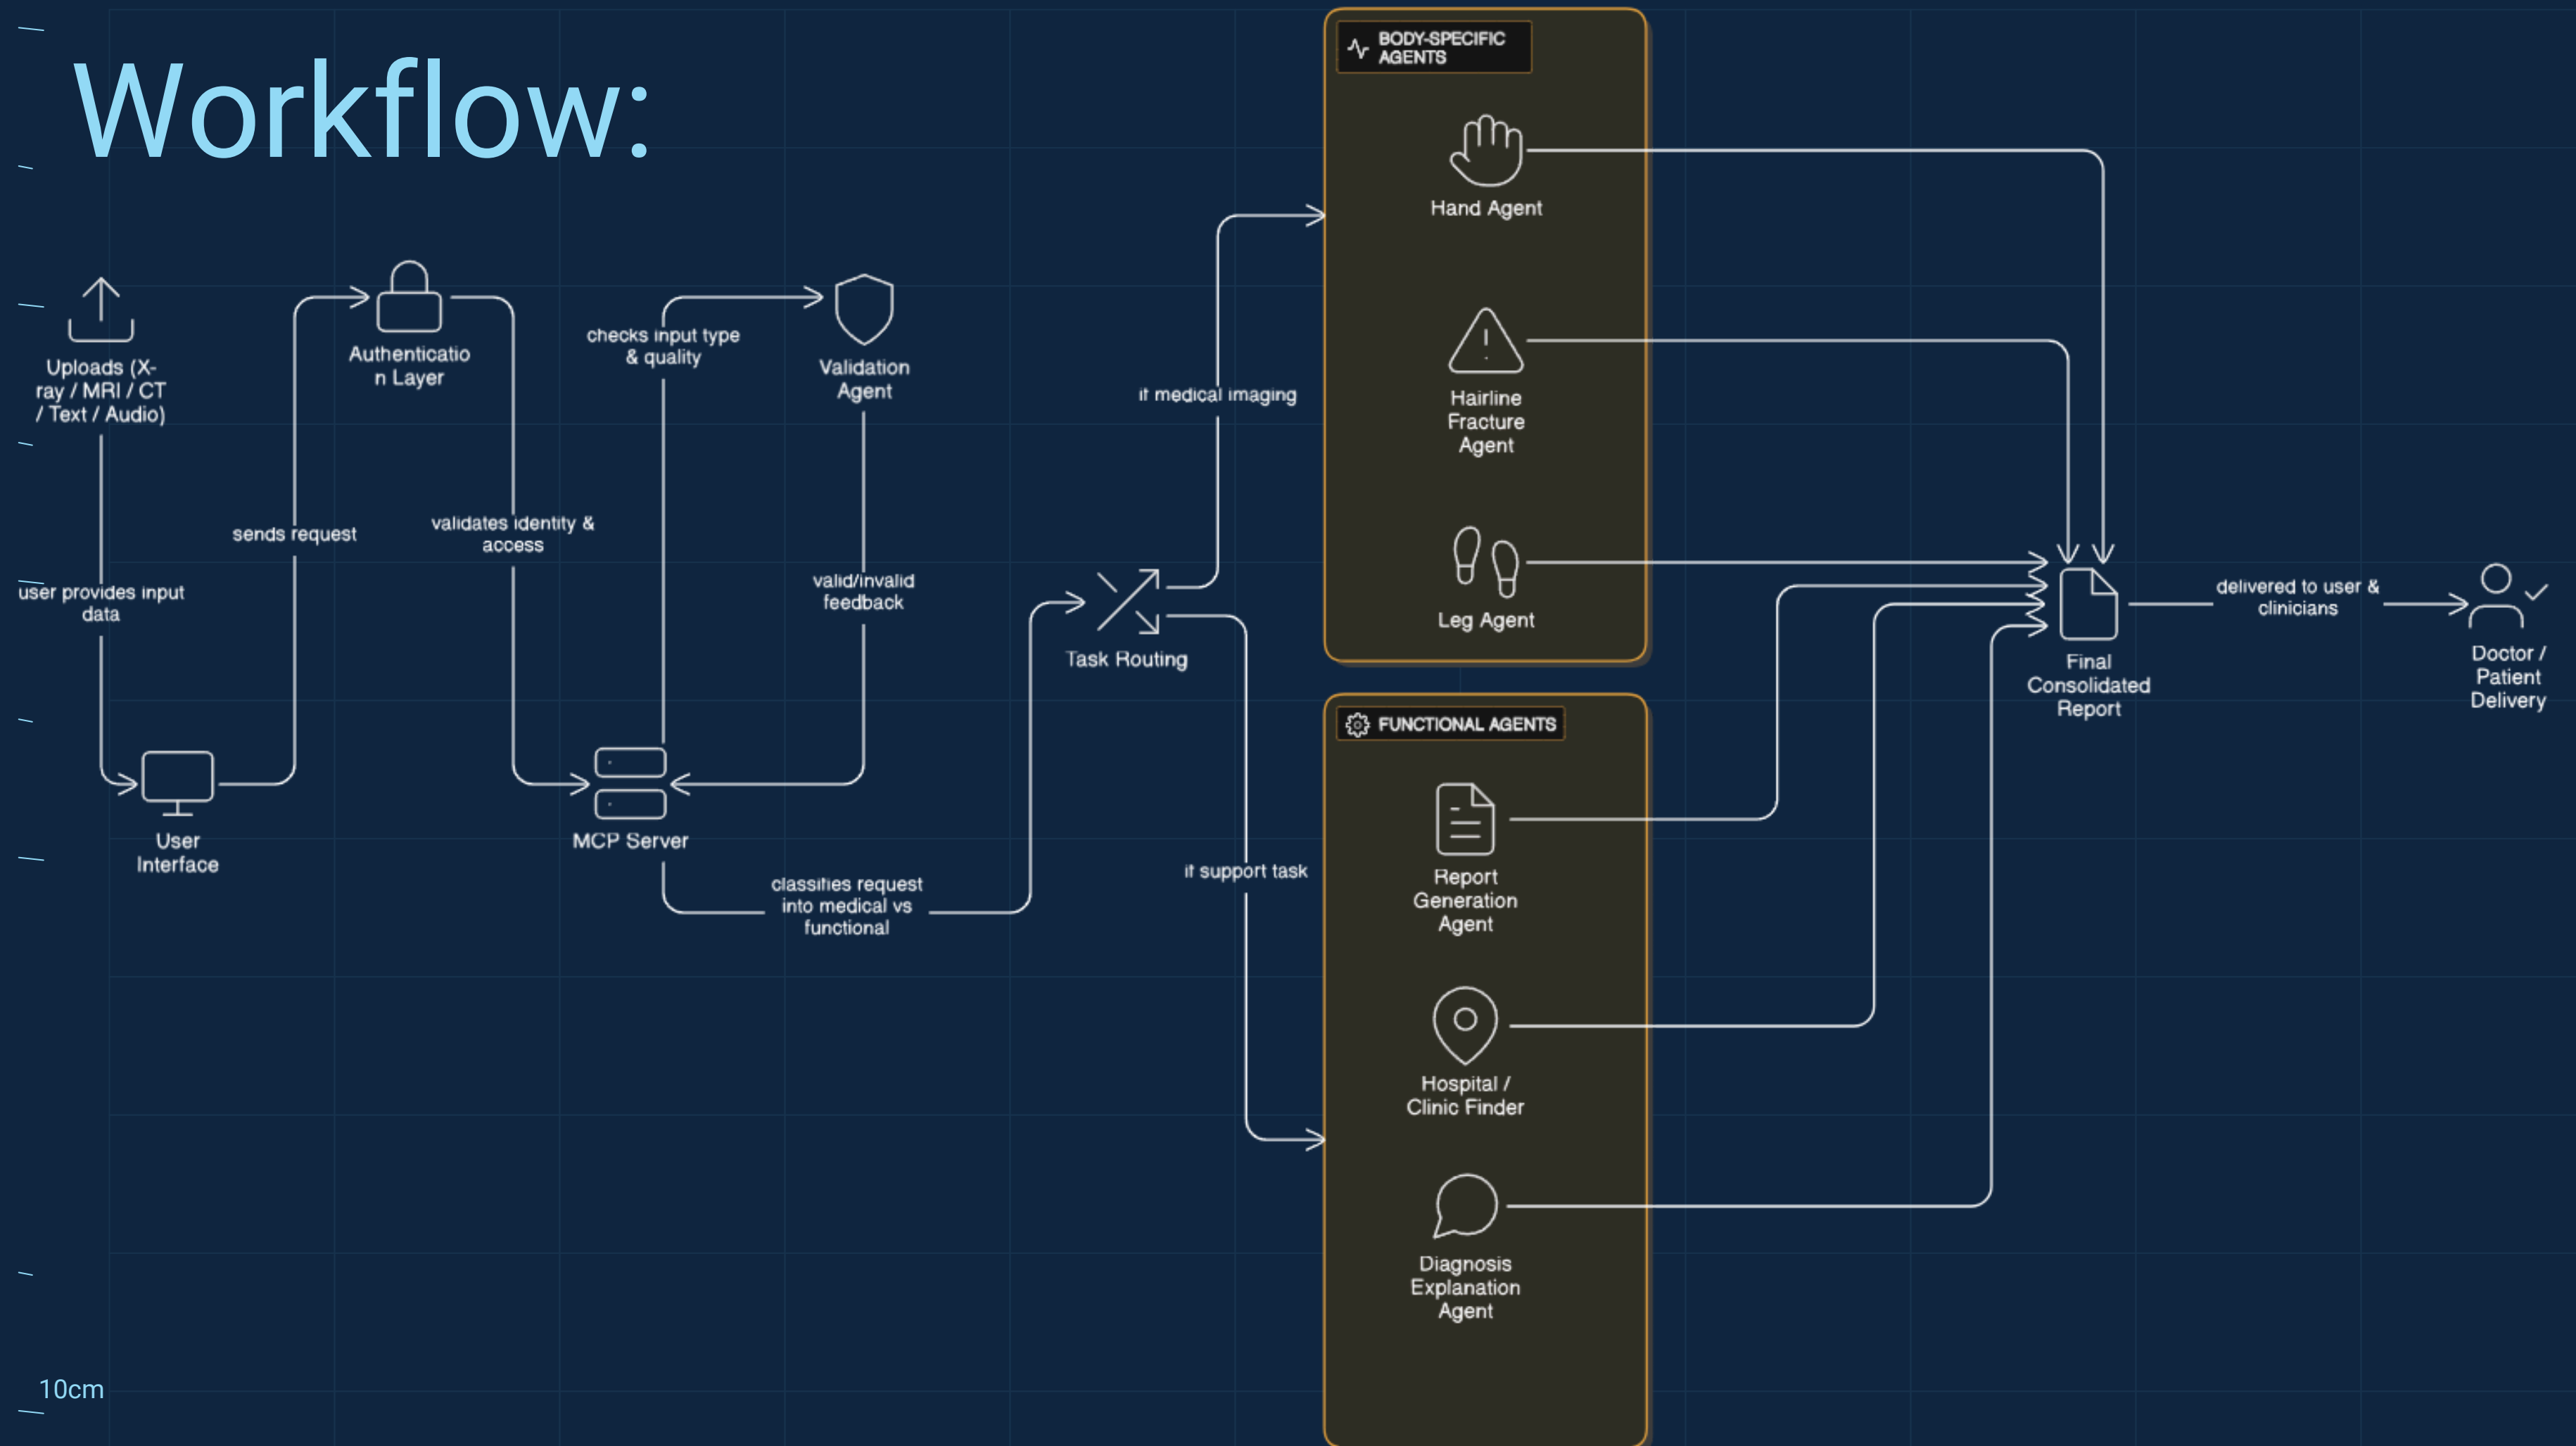 Workflow:
Uploads (X-
ray / MRI / CT
/ Text / Audio)
user provides input
data
User
Interface
sends request
Authenticatio
n Layer
validates identity &
access
MCP Server
checks input type
& quality
Validation
Agent
valid/invalid
feedback
classifies request
into medical vs
functional
Task Routing
if medical imaging
if support task
BODY-SPECIFIC
AGENTS
Hand Agent
Hairline
Fracture
Agent
Leg Agent
FUNCTIONAL AGENTS
Report
Generation
Agent
Hospital /
Clinic Finder
Diagnosis
Explanation
Agent
Final
Consolidated
Report
delivered to user &
clinicians
Doctor /
Patient
Delivery
10cm